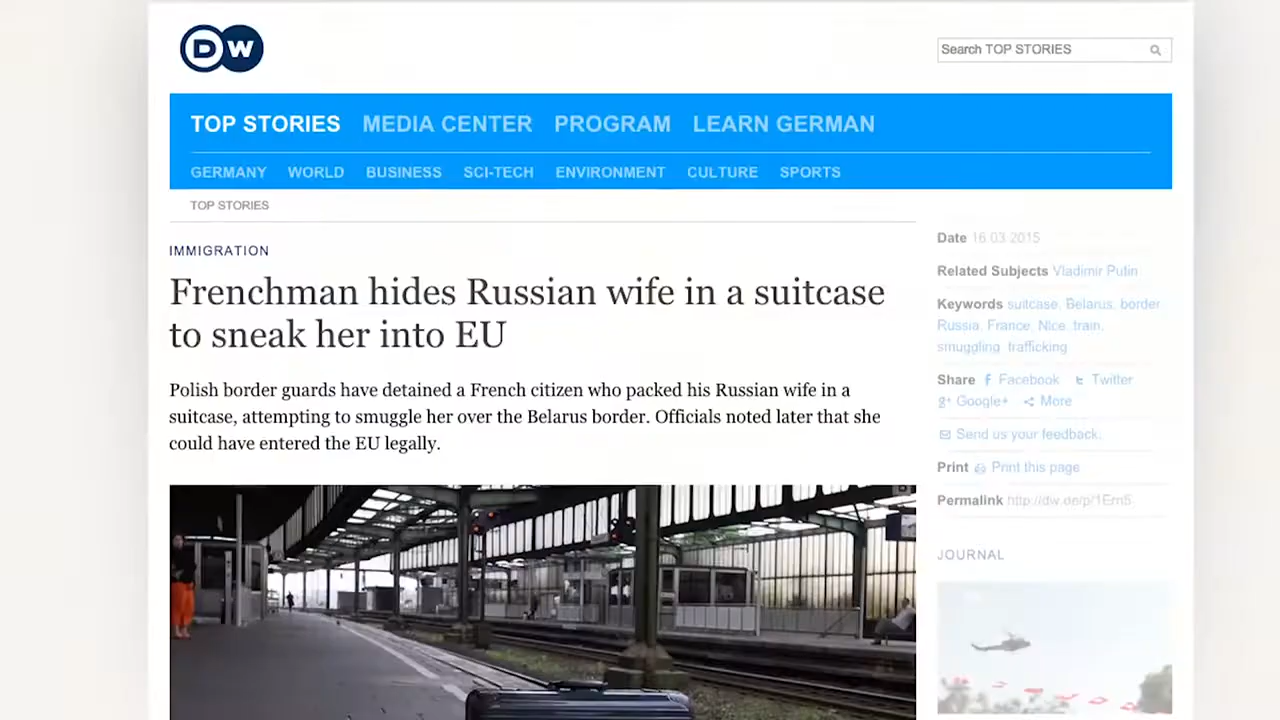 DW
Search TOP STORIES
TOP STORIES MEDIA CENTER PROGRAM LEARN GERMAN
GERMANY WORLD BUSINESS SCI-TECH ENVIRONMENT CULTURE SPORTS
TOP STORIES
IMMIGRATION
Frenchman hides Russian wife in a suitcase
to sneak her into EU
Polish border guards have detained a French citizen who packed his Russian wife in a
suitcase, attempting to smuggle her over the Belarus border. Officials noted later that she
could have entered the EU legally.
Date 16.03.2015
Related Subjects Vladimir Putin
Keywords suitcase, Belarus, border
Russia, France, Nice, train,
smuggling, trafficking
Share Facebook Twitter
g+ Google+ More
Send us your feedback.
Print Print this page
Permalink http://dw.de/p/1Ern5
JOURNAL